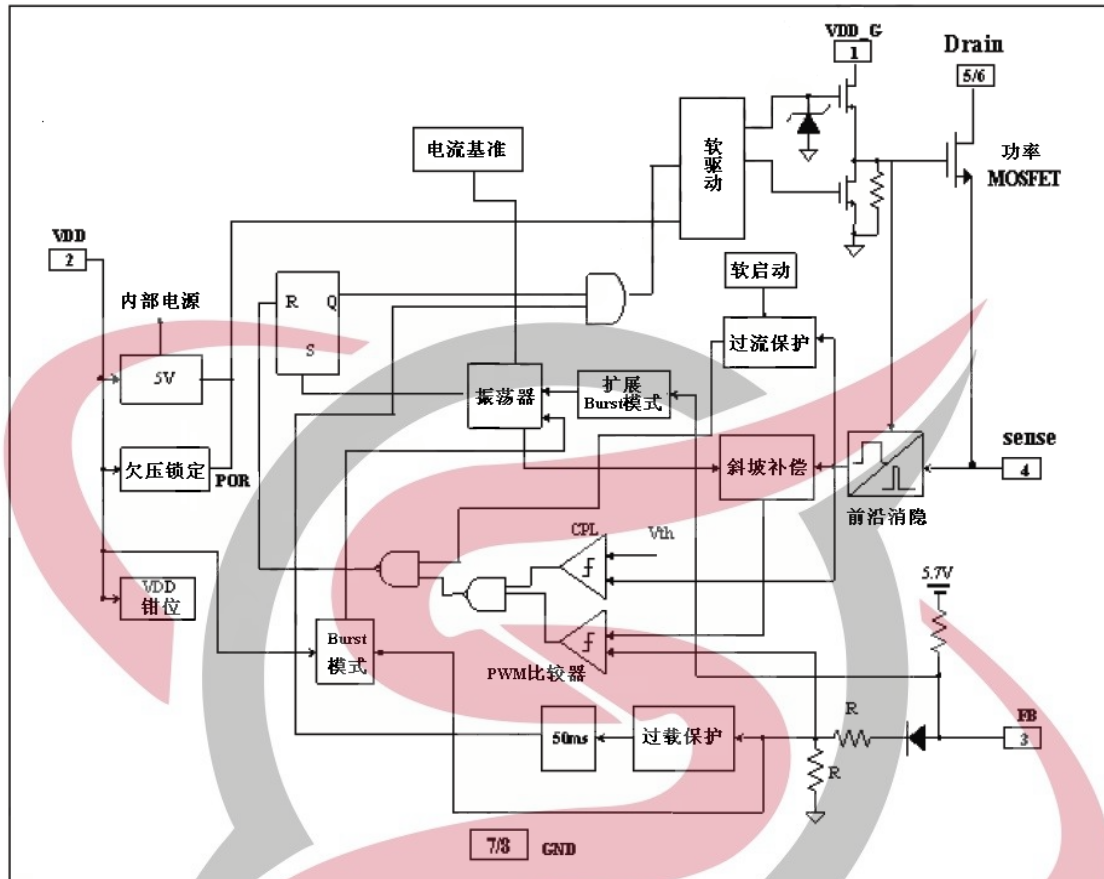 VDD_G
1
Drain
5/6
电流基准
软驱动
功率
MOSFET
VDD
2
软启动
内部电源
R
Q
S
过流保护
5V
振荡器
扩展
Burst模式
sense
4
欠压锁定
POR
斜坡补偿
前沿消隐
CPL
Vth
5.7V
VDD
钳位
Burst
模式
PWM比较器
R
FB
3
50ms
过载保护
R
7/8
GND